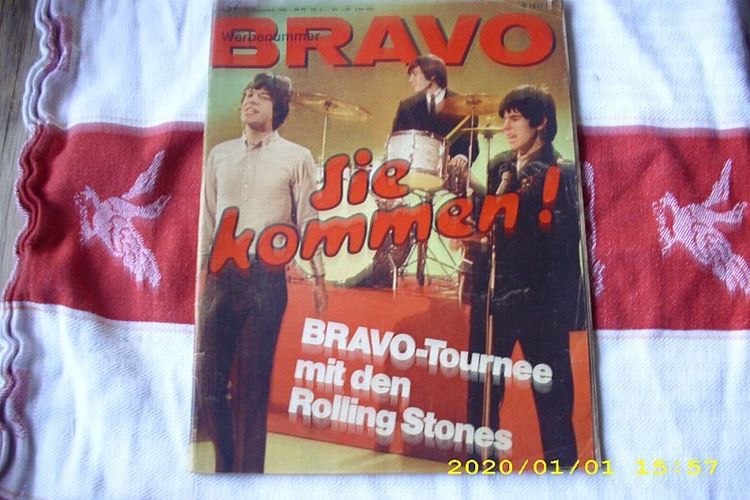 Werbenummer
BRAVO
Sie
kommen!
BRAVO-Tournee
mit den
Rolling Stones
2020/01/01 15:57